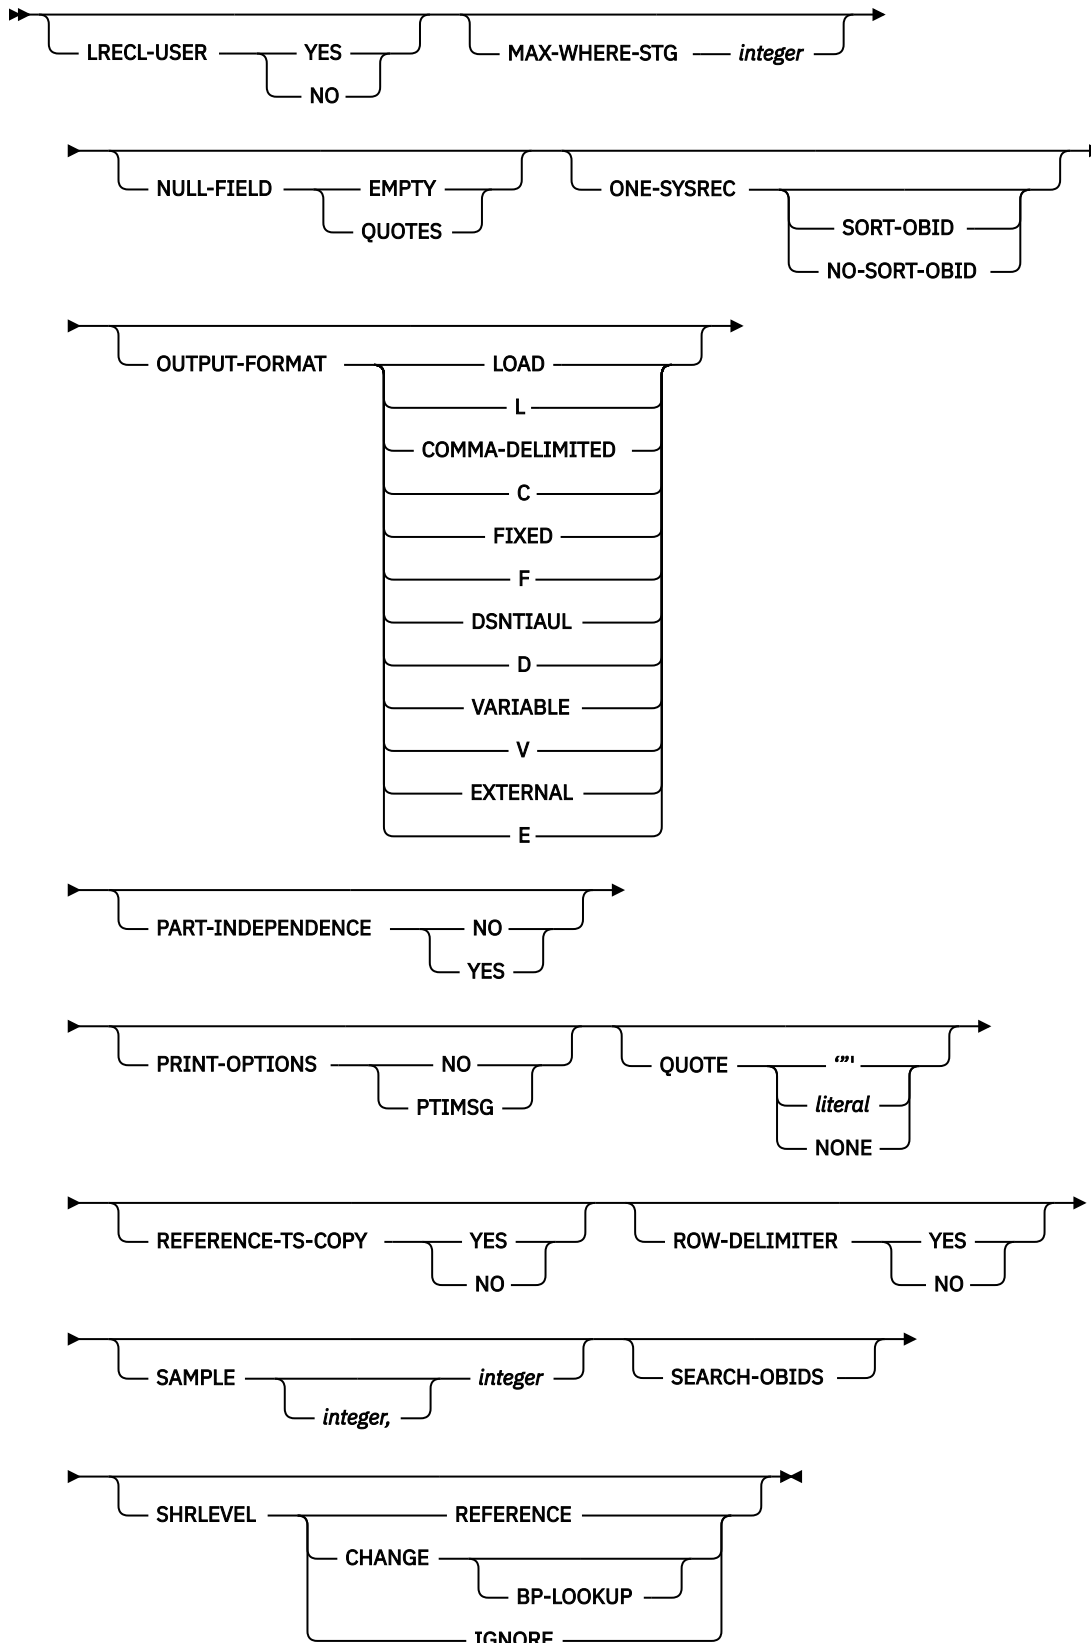 LRECL-USER YES MAX-WHERE-STG integer
NO
NULL-FIELD EMPTY ONE-SYSREC
QUOTES SORT-OBID
NO-SORT-OBID
OUTPUT-FORMAT LOAD
L
COMMA-DELIMITED
C
FIXED
F
DSNTIAUL
D
VARIABLE
V
EXTERNAL
E
PART-INDEPENDENCE NO
YES
PRINT-OPTIONS NO QUOTE ‘”'
PTIMSG literal
NONE
REFERENCE-TS-COPY YES ROW-DELIMITER YES
NO NO
SAMPLE integer SEARCH-OBIDS
integer,
SHRLEVEL REFERENCE
CHANGE
BP-LOOKUP
IGNORE